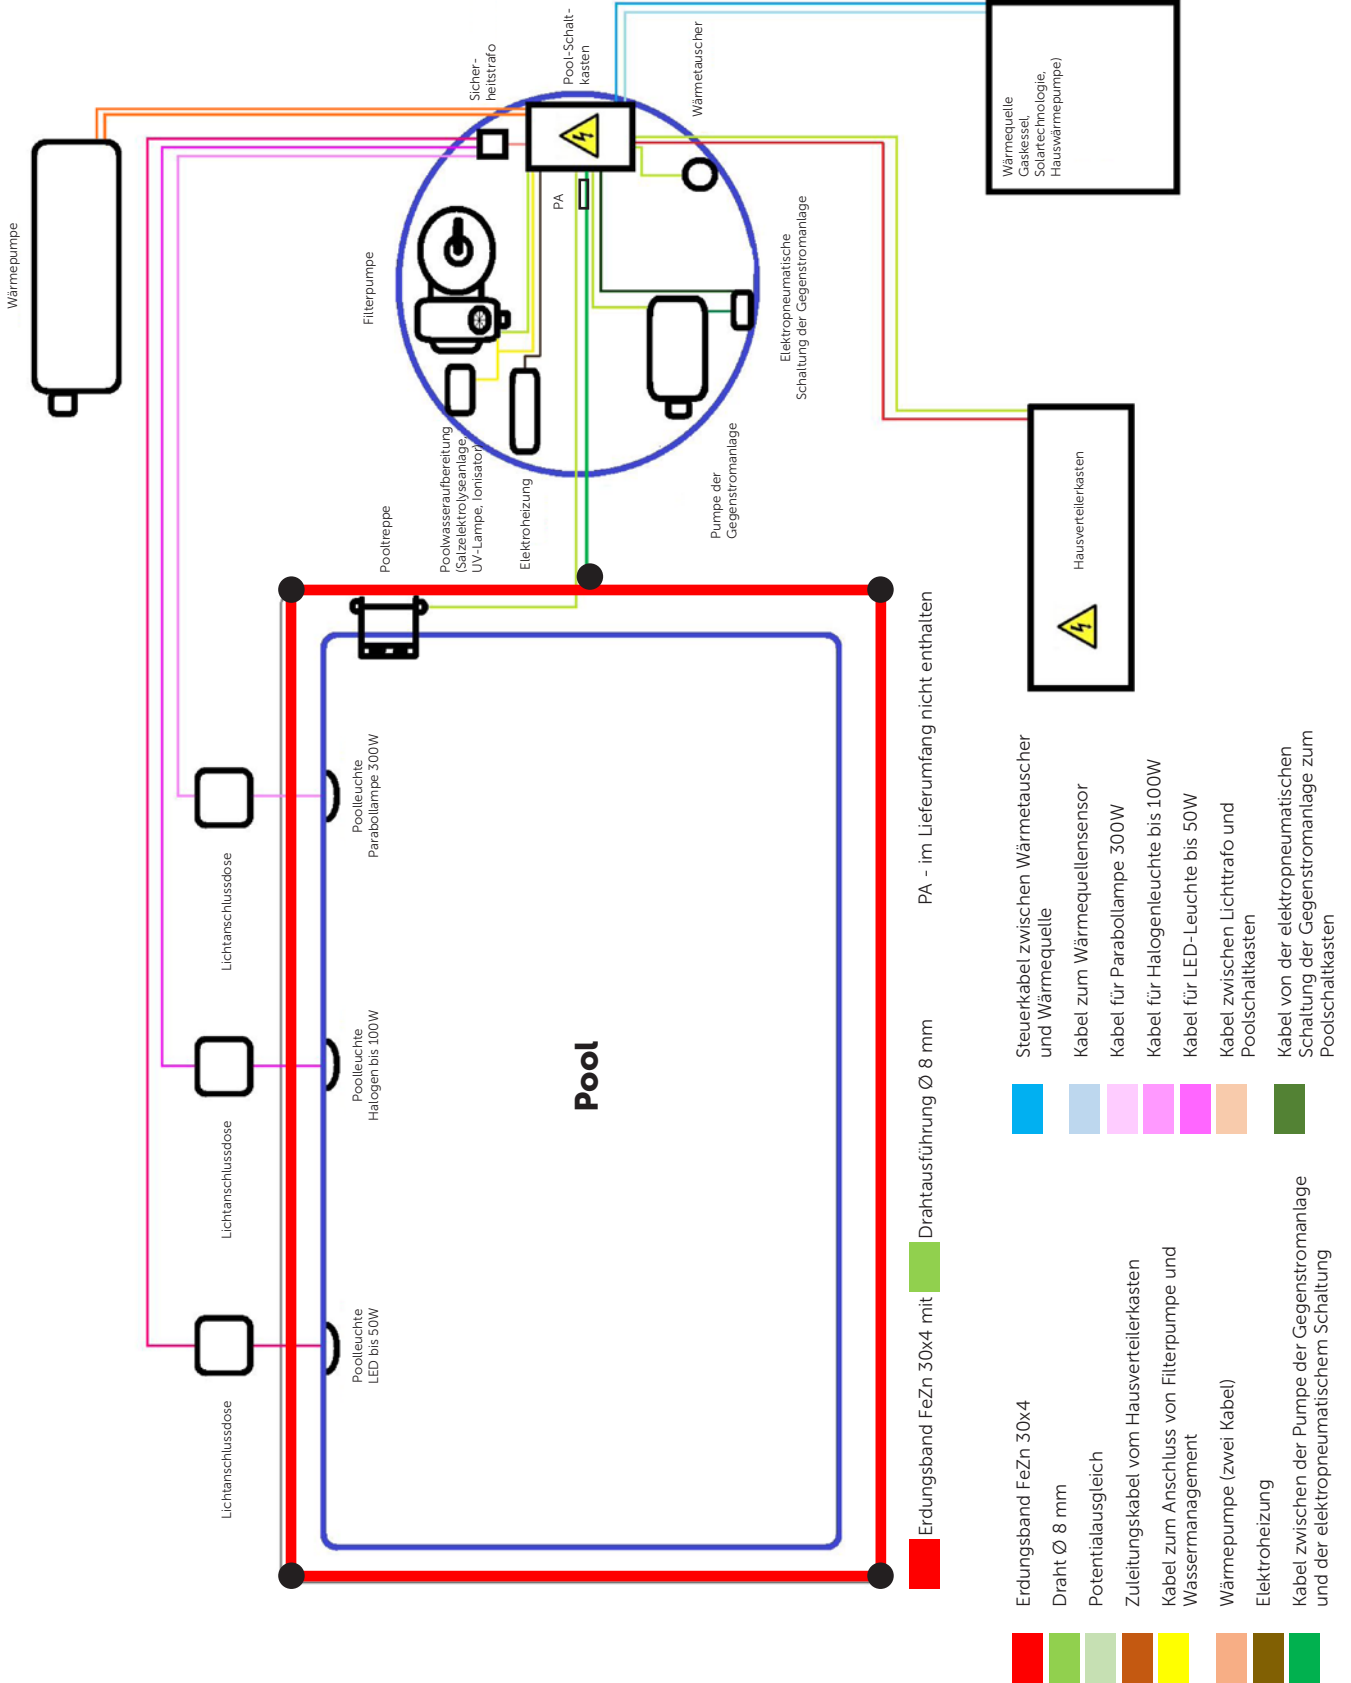 Wärmepumpe
Sicher-
heitstrafo
Pool-Schalt-
kasten
Wärmetauscher
Wärmequelle
Gaskessel,
Solartechnologie,
Hauswärmepumpe)
Filterpumpe
PA
Elektropneumatische
Schaltung der Gegenstromanlage
Pooltreppe
Poolwasseraufbereitung
(Salzelektrolyseanlage,
UV-Lampe, Ionisator)
Elektroheizung
Pumpe der
Gegenstromanlage
Hausverteilerkasten
Lichtanschlussdose
Lichtanschlussdose
Lichtanschlussdose
Poolleuchte
LED bis 50W
Poolleuchte
Halogen bis 100W
Poolleuchte
Parabollampe 300W
Pool
Erdungsband FeZn 30x4 mit Drahtausführung Ø 8 mm
PA - im Lieferumfang nicht enthalten
Erdungsband FeZn 30x4
Draht Ø 8 mm
Potentialausgleich
Zuleitungskabel vom Hausverteilerkasten
Kabel zum Anschluss von Filterpumpe und
Wassermanagement
Wärmepumpe (zwei Kabel)
Elektroheizung
Kabel zwischen der Pumpe der Gegenstromanlage
und der elektropneumatischem Schaltung
Steuerkabel zwischen Wärmetauscher
und Wärmequelle
Kabel zum Wärmequellensensor
Kabel für Parabollampe 300W
Kabel für Halogenleuchte bis 100W
Kabel für LED-Leuchte bis 50W
Kabel zwischen Lichttrafo und
Poolschaltkasten
Kabel von der elektropneumatischen
Schaltung der Gegenstromanlage zum
Poolschaltkasten